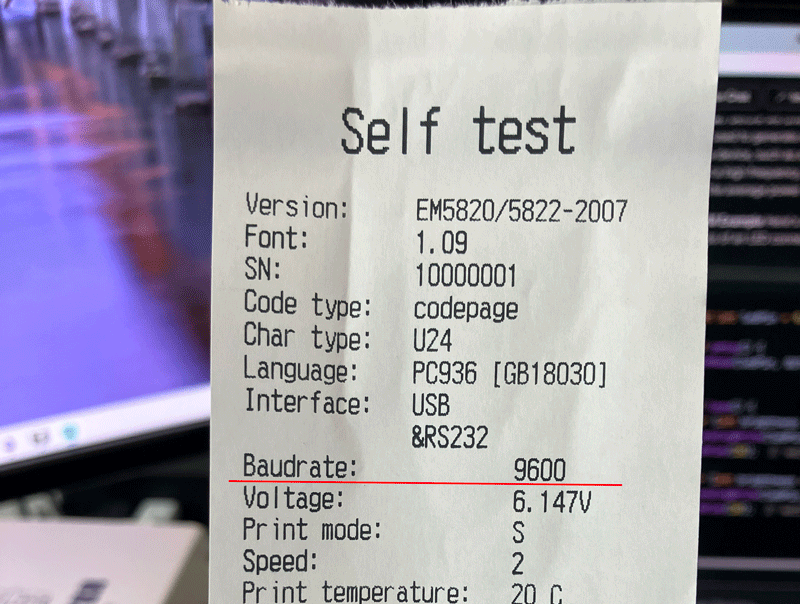 Self test
Version: EM5820/5822-2007
Font: 1.09
SN: 10000001
Code type: codepage
Char type: U24
Language: PC936 [GB18030]
Interface: USB
&RS232
Baudrate: 9600
Voltage: 6.147V
Print mode: S
Speed: 2
Print temperature: 20 C